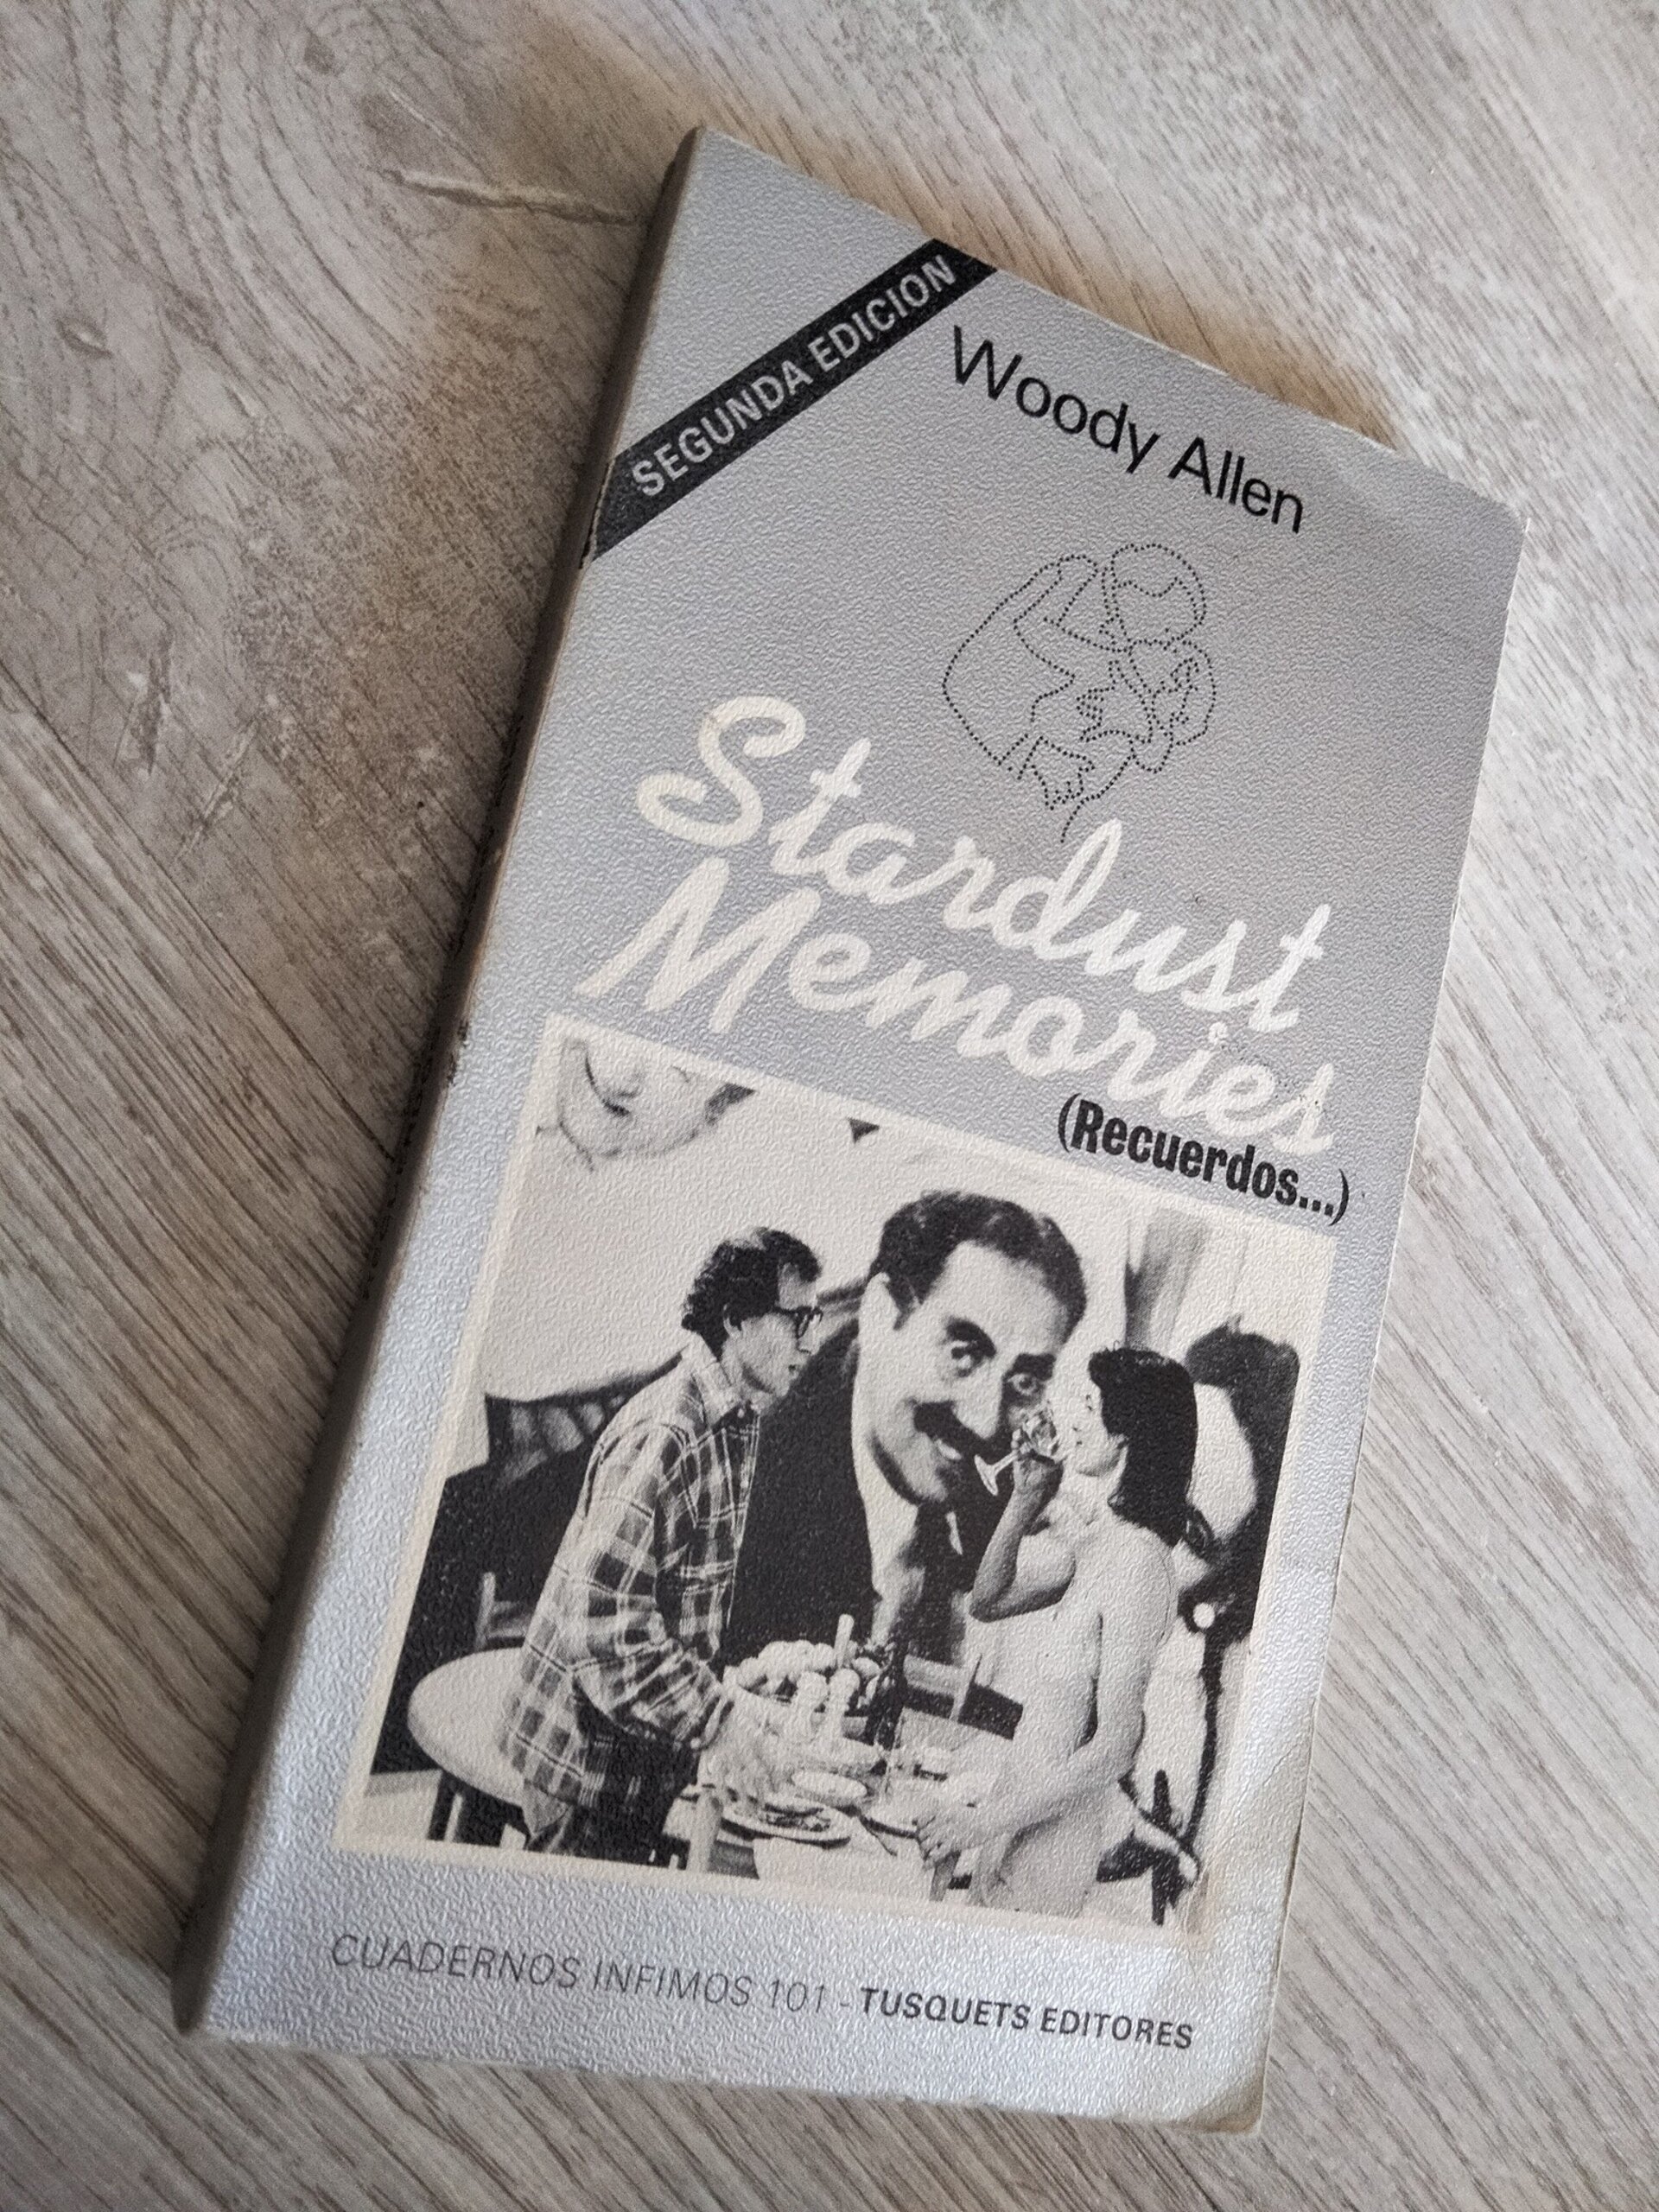 SEGUNDA EDICION
Woody Allen
Stardust
Memories
(Recuerdos...)
CUADERNOS INFIMOS 101 - TUSQUETS EDITORES